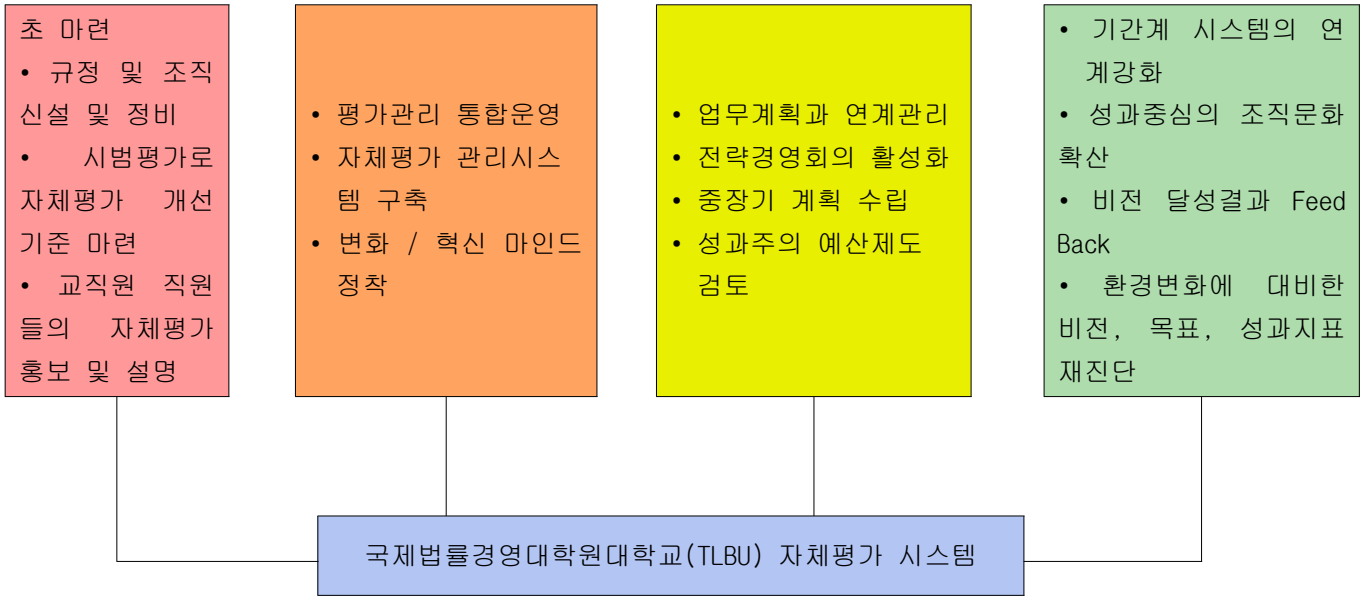 초 마련
• 규정 및 조직
신설 및 정비
• 시범평가로
자체평가 개선
기준 마련
• 교직원 직원
들의 자체평가
홍보 및 설명
• 평가관리 통합운영
• 자체평가 관리시스
템 구축
• 변화 / 혁신 마인드
정착
• 업무계획과 연계관리
• 전략경영회의 활성화
• 중장기 계획 수립
• 성과주의 예산제도
검토
• 기간계 시스템의 연
계강화
• 성과중심의 조직문화
확산
• 비전 달성결과 Feed
Back
• 환경변화에 대비한
비전, 목표, 성과지표
재진단
국제법률경영대학원대학교(TLBU) 자체평가 시스템